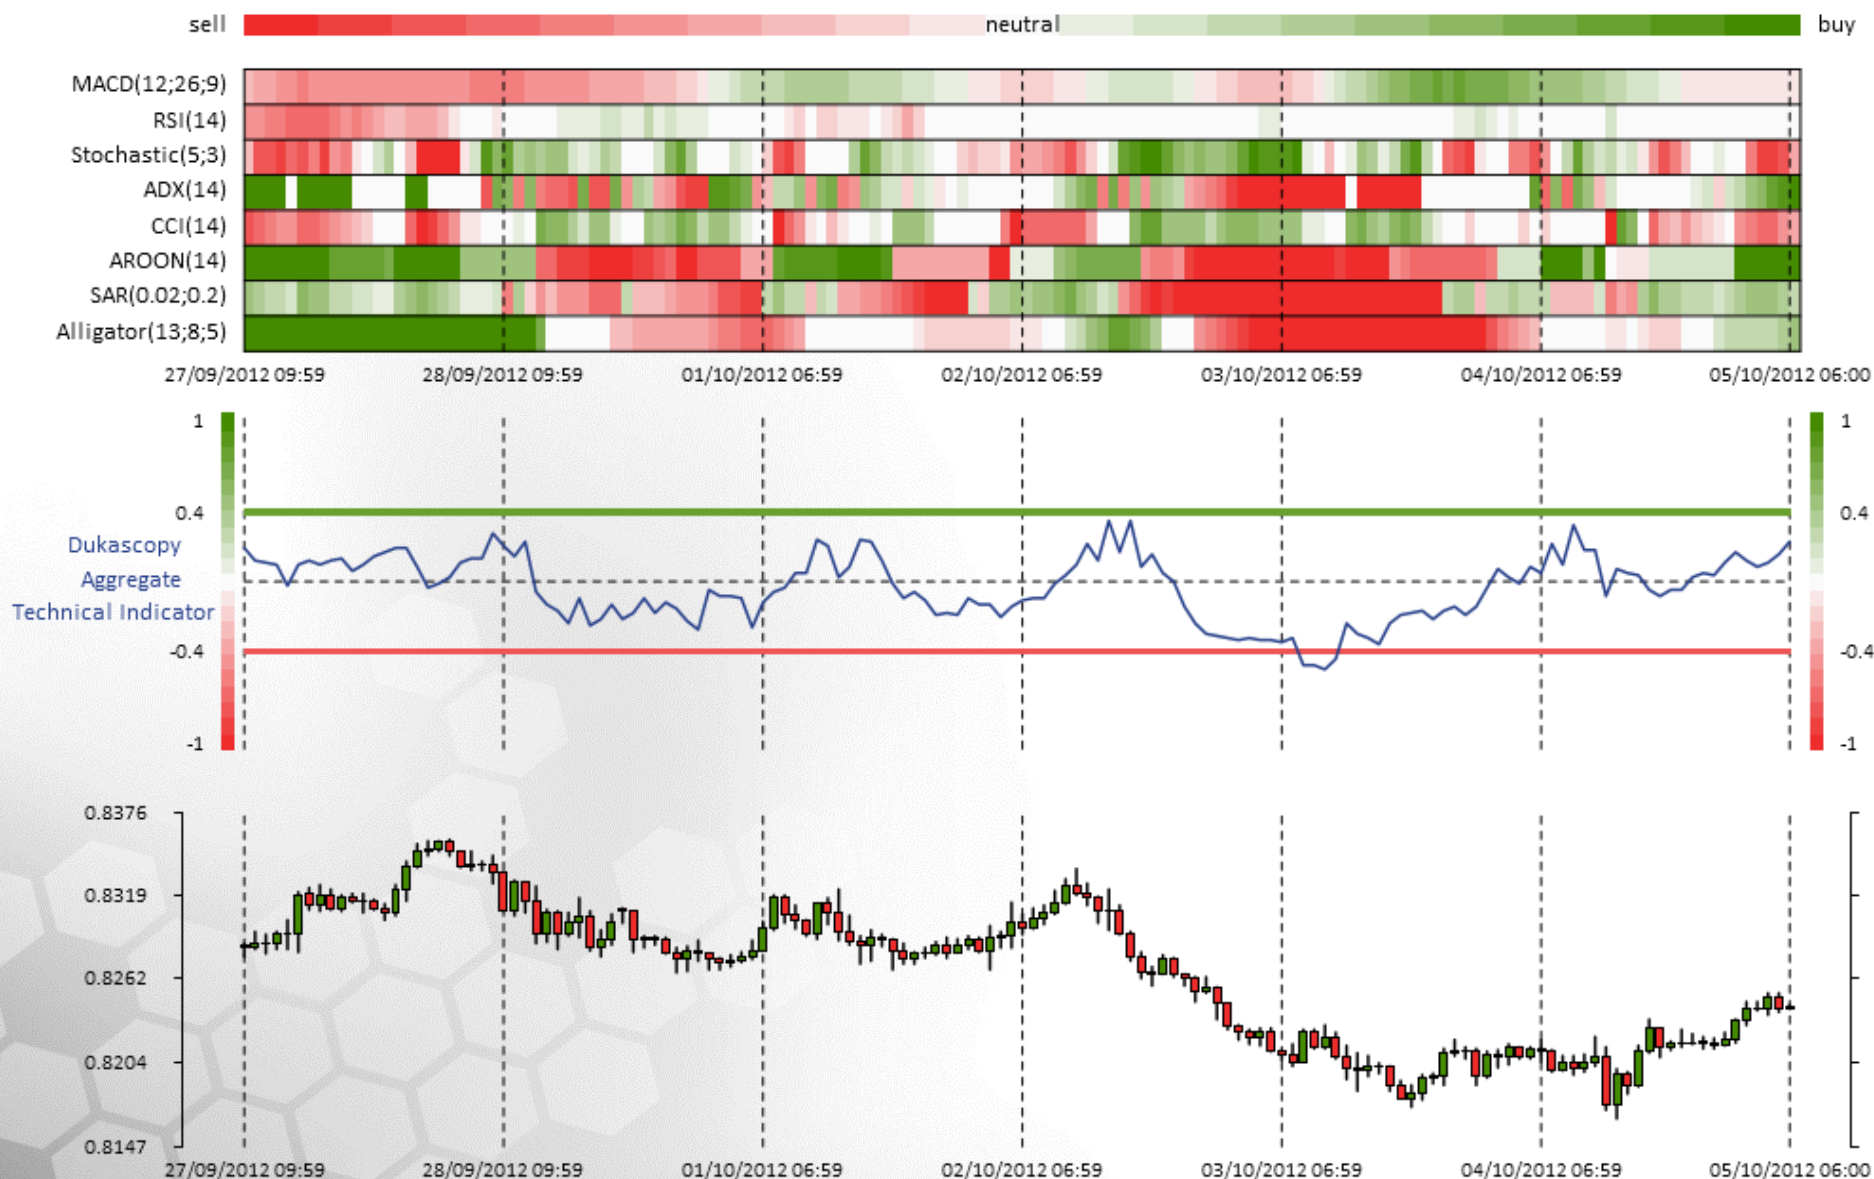 sell neutral buy
MACD(12;26;9)
RSI(14)
Stochastic(5;3)
ADX(14)
CCI(14)
AROON(14)
SAR(0.02;0.2)
Alligator(13;8;5)
27/09/2012 09:59 28/09/2012 09:59 01/10/2012 06:59 02/10/2012 06:59 03/10/2012 06:59 04/10/2012 06:59 05/10/2012 06:00
1 1
0.4 0.4
Dukascopy
Aggregate
Technical Indicator
-0.4 -0.4
-1 -1
0.8376
0.8319
0.8262
0.8204
0.8147
27/09/2012 09:59 28/09/2012 09:59 01/10/2012 06:59 02/10/2012 06:59 03/10/2012 06:59 04/10/2012 06:59 05/10/2012 06:00